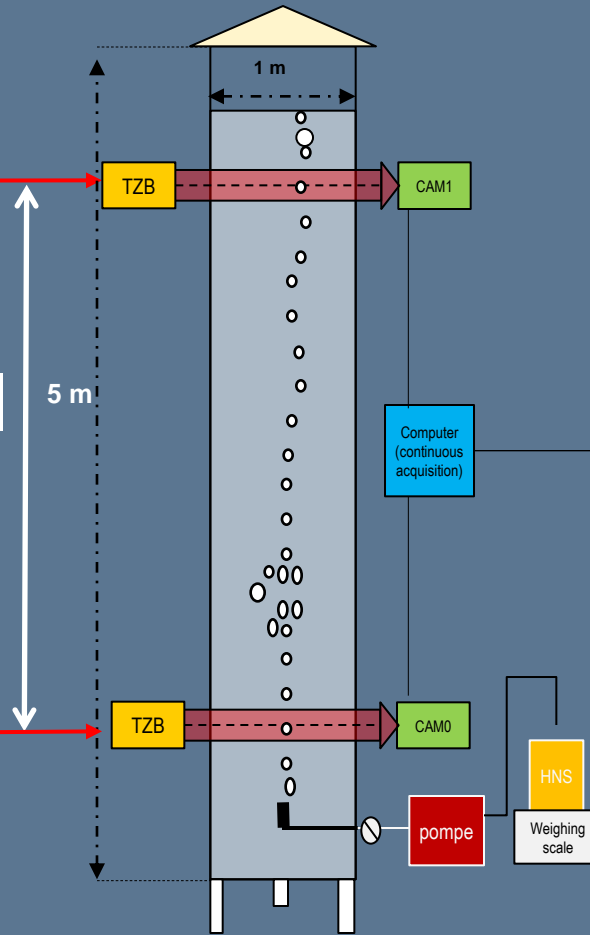 1 m
TZB
CAM1
5 m
Computer
(continuous
acquisition)
TZB
CAM0
HNS
pompe
Weighing
scale